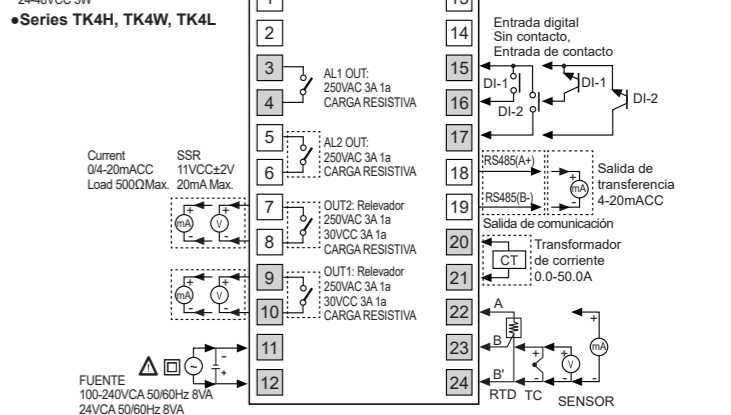 24-48VCC 5W
●Series TK4H, TK4W, TK4L
1
13
2
14
3
AL1 OUT:
250VAC 3A 1a
CARGA RESISTIVA
4
15
16
17
DI-1
DI-2
DI-1
DI-2
Entrada digital
Sin contacto,
Entrada de contacto
5
AL2 OUT:
250VAC 3A 1a
CARGA RESISTIVA
6
18
RS485(A+)
19
RS485(B-)
+
mA
-
Salida de
transferencia
4-20mACC
Salida de comunicación
Current
0/4-20mACC
Load 500ΩMax.
SSR
11VCC±2V
20mA Max.
7
OUT2: Relevador
250VAC 3A 1a
30VCC 3A 1a
CARGA RESISTIVA
8
+
mA
-
+
V
-
20
21
CT
Transformador
de corriente
0.0-50.0A
9
OUT1: Relevador
250VAC 3A 1a
30VCC 3A 1a
CARGA RESISTIVA
10
+
mA
-
+
V
-
22
A
23
B
24
B'
RTD
TC
+
-
+
V
-
+
mA
-
SENSOR
11
12
-
+
FUENTE
100-240VCA 50/60Hz 8VA
24VCA 50/60Hz 8VA